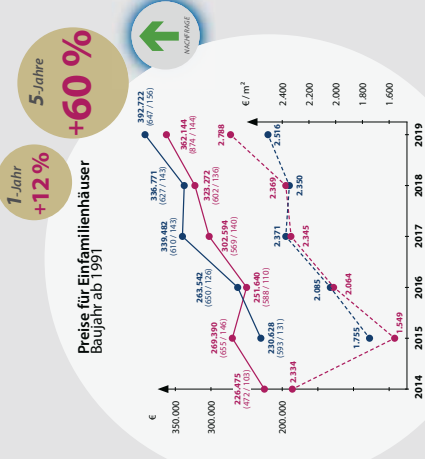 1-Jahr
+12 %
5-Jahre
+60 %
NACHFRAGE
Preise für Einfamilienhäuser
Baujahr ab 1991
€
350.000
300.000
200.000
226.475
(472 / 103)
269.390
(655 / 146)
230.628
(593 / 131)
263.542
(650 / 126)
251.640
(588 / 110)
339.482
(610 / 143)
302.594
(569 / 140)
336.771
(627 / 143)
323.272
(602 / 136)
392.722
(647 / 156)
362.144
(874 / 144)
€ / m²
2.400
2.200
2.000
1.800
1.600
2.334
1.755
1.549
2.085
2.064
2.371
2.345
2.369
2.350
2.788
2.516
2014
2015
2016
2017
2018
2019